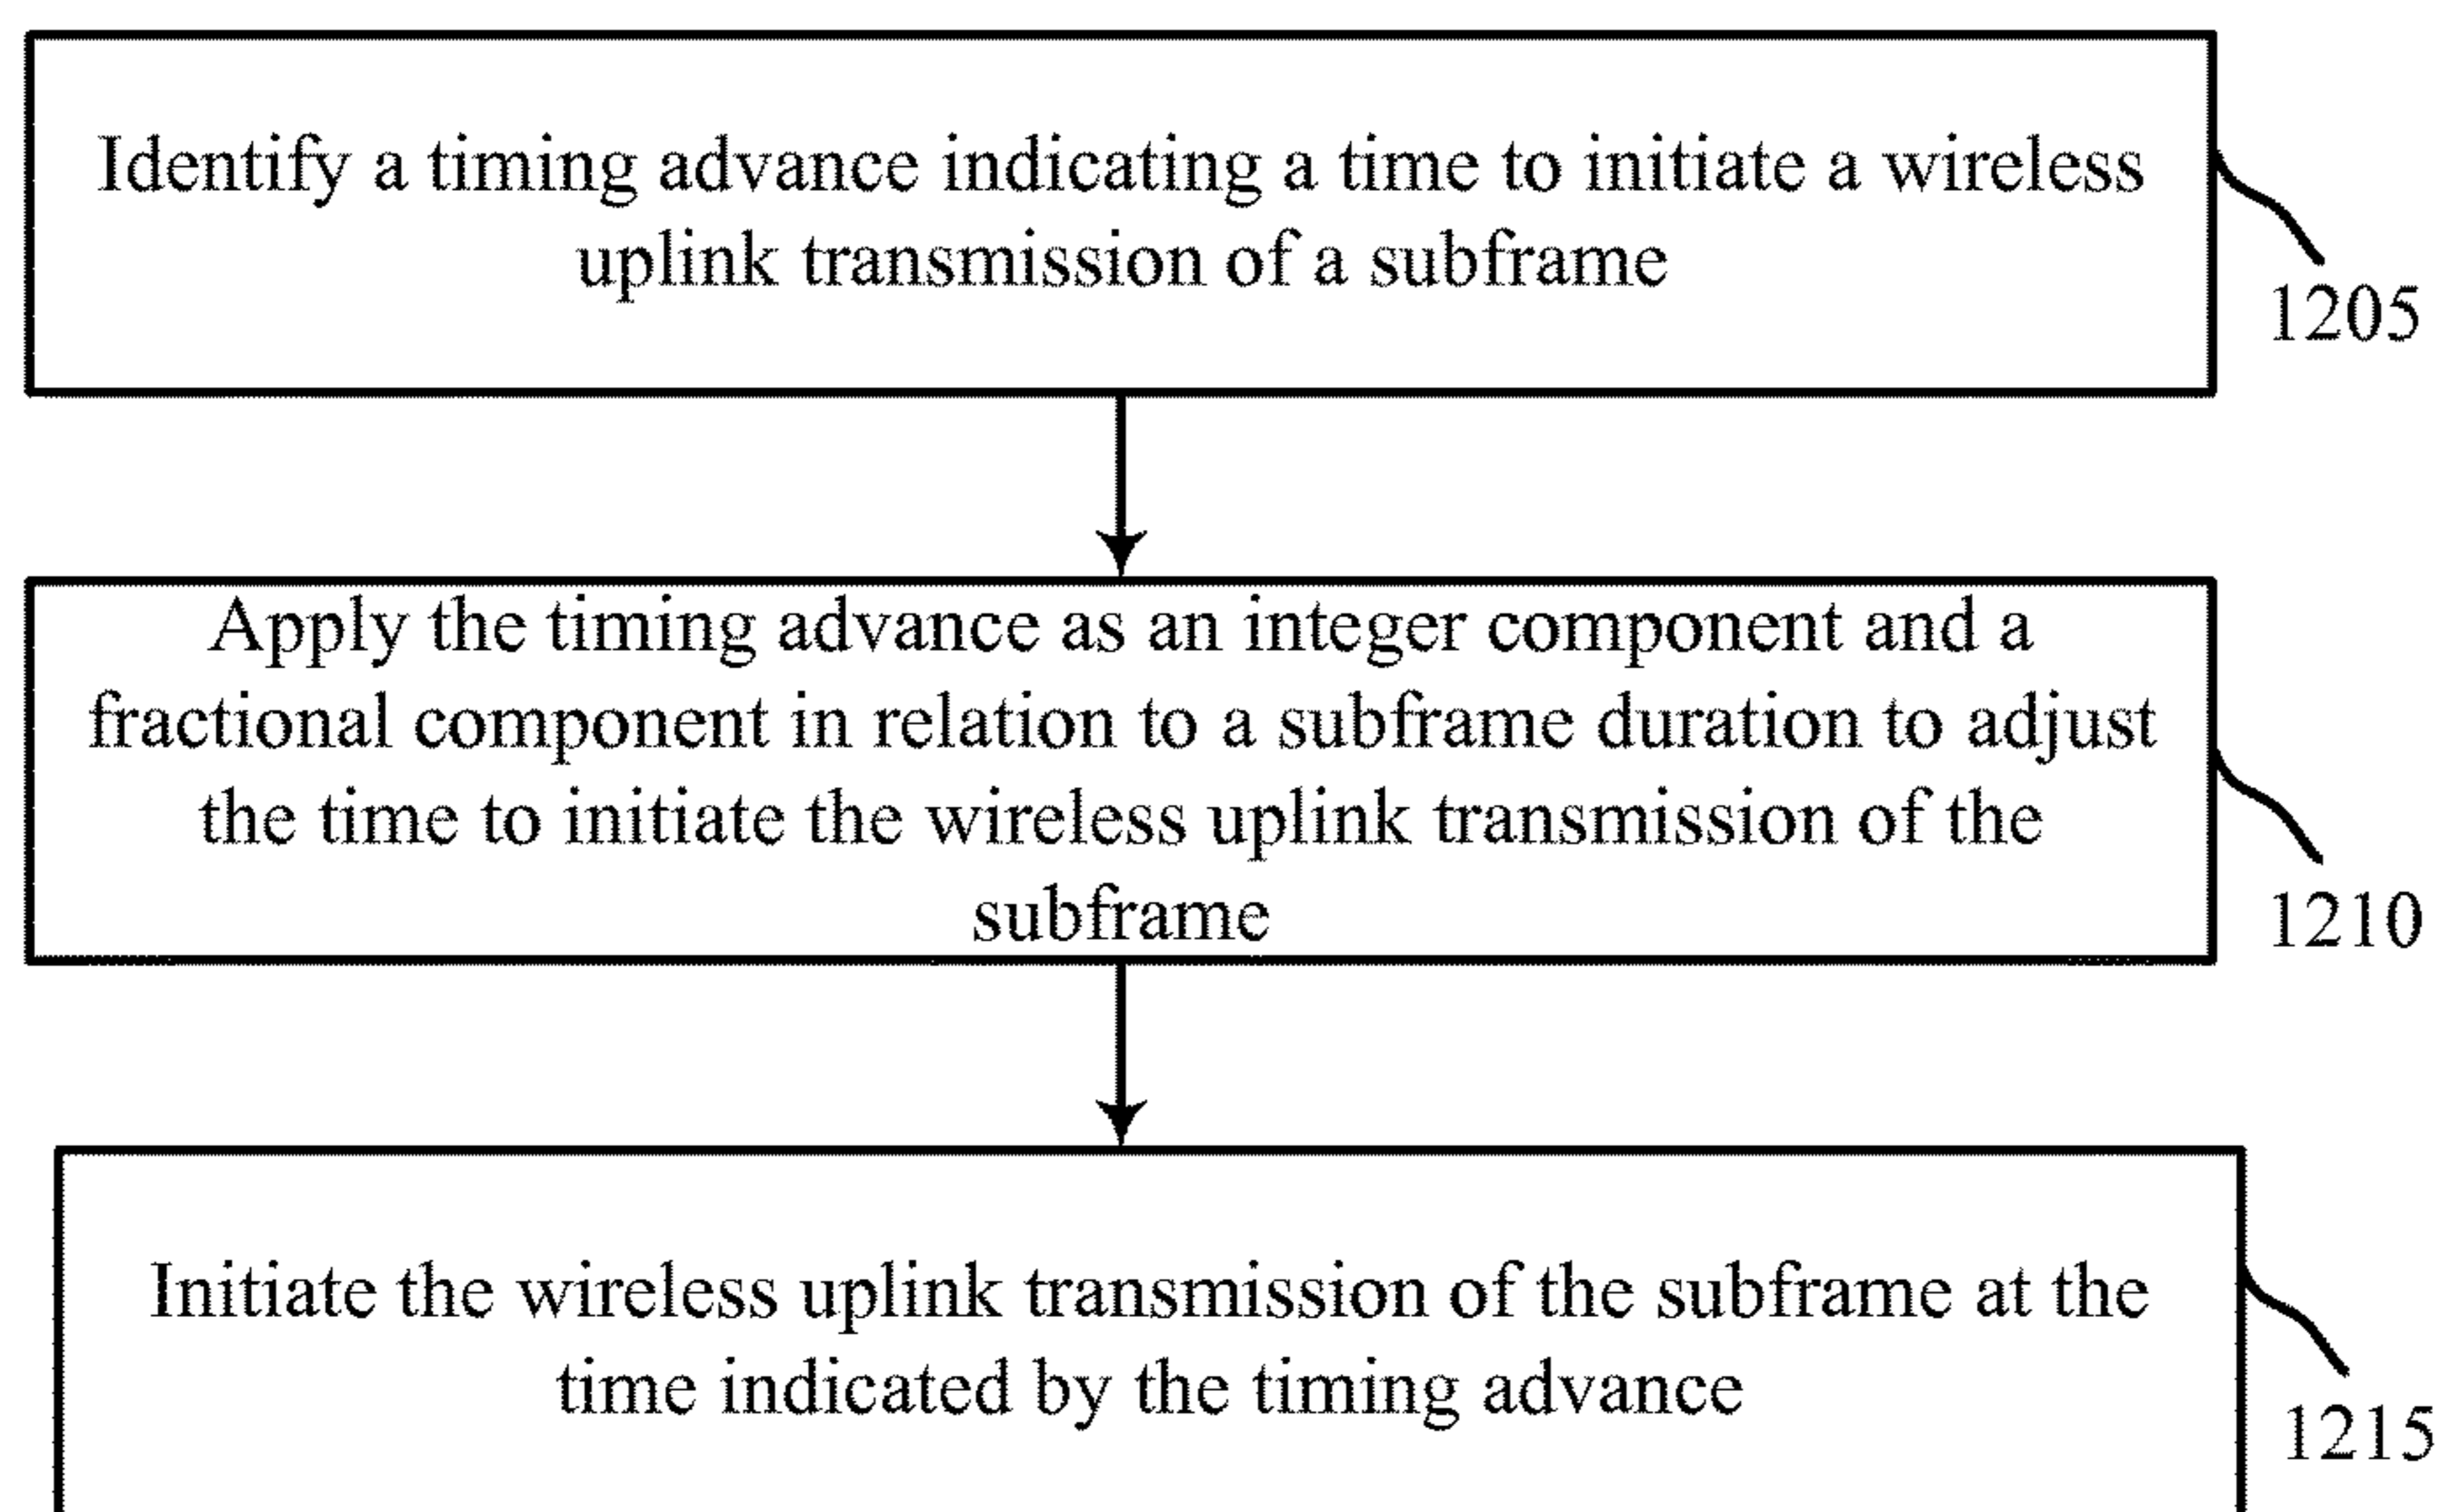 Identify a timing advance indicating a time to initiate a wireless
uplink transmission of a subframe
1205
Apply the timing advance as an integer component and a
fractional component in relation to a subframe duration to adjust
the time to initiate the wireless uplink transmission of the
subframe
1210
Initiate the wireless uplink transmission of the subframe at the
time indicated by the timing advance
1215